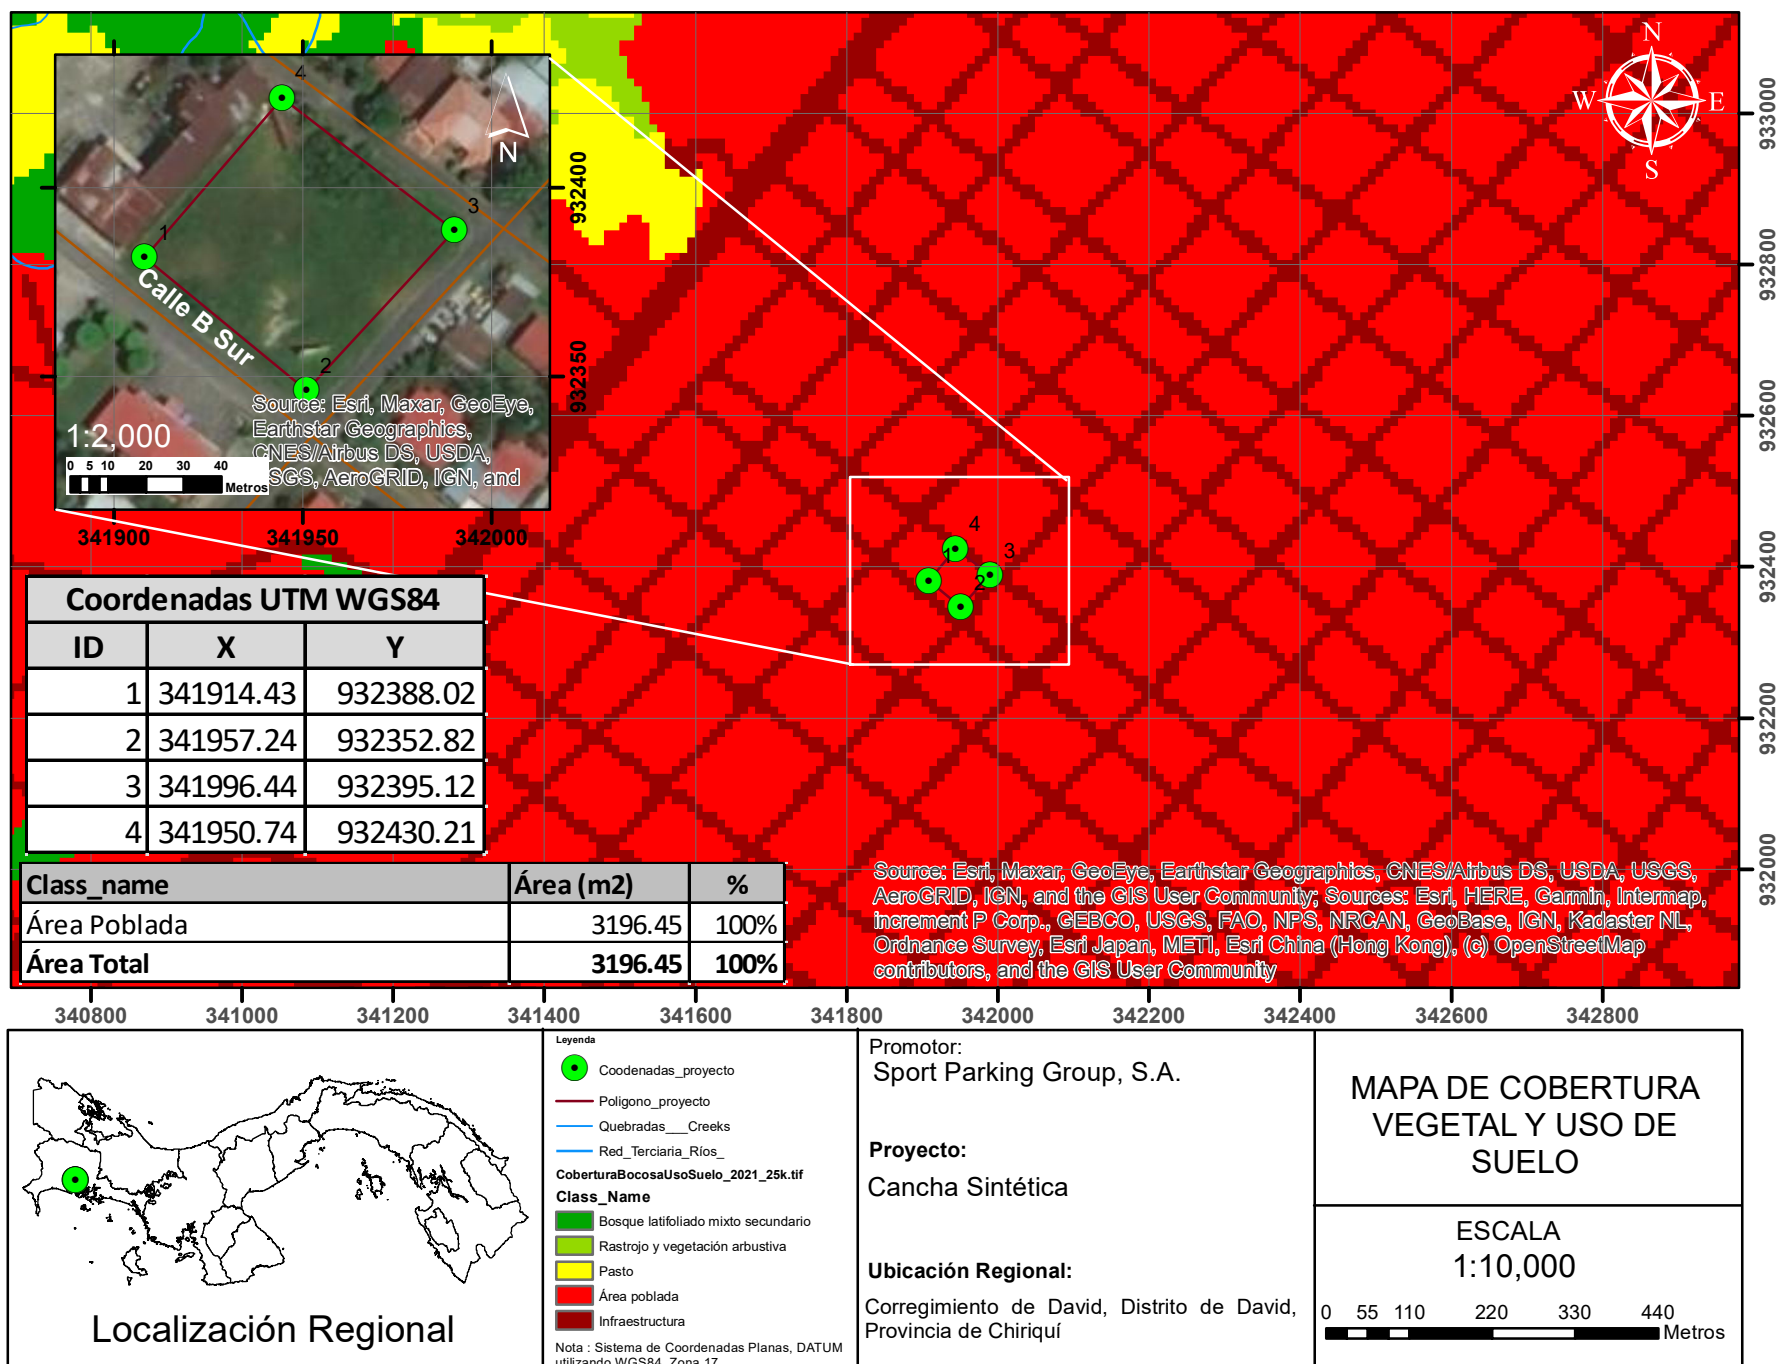 N
W
E
S
4
3
1
2
N
Calle B Sur
Source: Esri, Maxar, GeoEye,
Earthstar Geographics,
CNES/Airbus DS, USDA,
USGS, AeroGRID, IGN, and
1:2,000
0 5 10 20 30 40
Metros
932400
932350
341900 341950 342000
4
3
1
2
933000
932800
932600
932400
932200
932000
Coordenadas UTM WGS84
ID X Y
1 341914.43 932388.02
2 341957.24 932352.82
3 341996.44 932395.12
4 341950.74 932430.21
Class_name Área (m2) %
Área Poblada 3196.45 100%
Área Total 3196.45 100%
Source: Esri, Maxar, GeoEye, Earthstar Geographics, CNES/Airbus DS, USDA, USGS,
AeroGRID, IGN, and the GIS User Community; Sources: Esri, HERE, Garmin, Intermap,
increment P Corp., GEBCO, USGS, FAO, NPS, NRCAN, GeoBase, IGN, Kadaster NL,
Ordnance Survey, Esri Japan, METI, Esri China (Hong Kong), (c) OpenStreetMap
contributors, and the GIS User Community
340800 341000 341200 341400 341600 341800 342000 342200 342400 342600 342800
Localización Regional
Leyenda
Coodenadas_proyecto
Poligono_proyecto
Quebradas___Creeks
Red_Terciaria_Ríos_
CoberturaBocosaUsoSuelo_2021_25k.tif
Class_Name
Bosque latifoliado mixto secundario
Rastrojo y vegetación arbustiva
Pasto
Área poblada
Infraestructura
Nota : Sistema de Coordenadas Planas, DATUM
utilizando WGS84, Zona 17
Promotor:
Sport Parking Group, S.A.
Proyecto:
Cancha Sintética
Ubicación Regional:
Corregimiento de David, Distrito de David,
Provincia de Chiriquí
MAPA DE COBERTURA
VEGETAL Y USO DE
SUELO
ESCALA
1:10,000
0 55 110 220 330 440
Metros